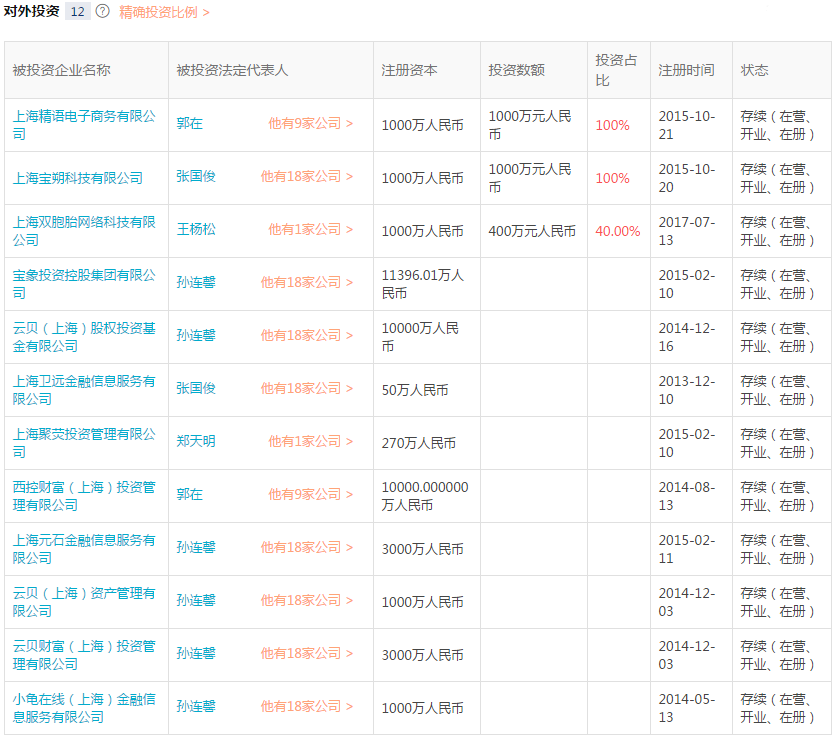 对外投资 12 ? 精确投资比例 >
被投资企业名称 被投资法定代表人 注册资本 投资数额 投资占比 注册时间 状态
上海精语电子商务有限公司 郭在 他有9家公司 > 1000万人民币 1000万元人民币 100% 2015-10-21 存续（在营、开业、在册）
上海宝朔科技有限公司 张国俊 他有18家公司 > 1000万人民币 1000万元人民币 100% 2015-10-20 存续（在营、开业、在册）
上海双胞胎网络科技有限公司 王杨松 他有1家公司 > 1000万人民币 400万元人民币 40.00% 2017-07-13 存续（在营、开业、在册）
宝象投资控股集团有限公司 孙连馨 他有18家公司 > 11396.01万人民币 2015-02-10 存续（在营、开业、在册）
云贝（上海）股权投资基金有限公司 孙连馨 他有18家公司 > 10000万人民币 2014-12-16 存续（在营、开业、在册）
上海卫远金融信息服务有限公司 张国俊 他有18家公司 > 50万人民币 2013-12-10 存续（在营、开业、在册）
上海聚荧投资管理有限公司 郑天明 他有1家公司 > 270万人民币 2015-02-10 存续（在营、开业、在册）
西控财富（上海）投资管理有限公司 郭在 他有9家公司 > 10000.000000万人民币 2014-08-13 存续（在营、开业、在册）
上海元石金融信息服务有限公司 孙连馨 他有18家公司 > 3000万人民币 2015-02-11 存续（在营、开业、在册）
云贝（上海）资产管理有限公司 孙连馨 他有18家公司 > 1000万人民币 2014-12-03 存续（在营、开业、在册）
云贝财富（上海）投资管理有限公司 孙连馨 他有18家公司 > 3000万人民币 2014-12-03 存续（在营、开业、在册）
小龟在线（上海）金融信息服务有限公司 孙连馨 他有18家公司 > 1000万人民币 2014-05-13 存续（在营、开业、在册）